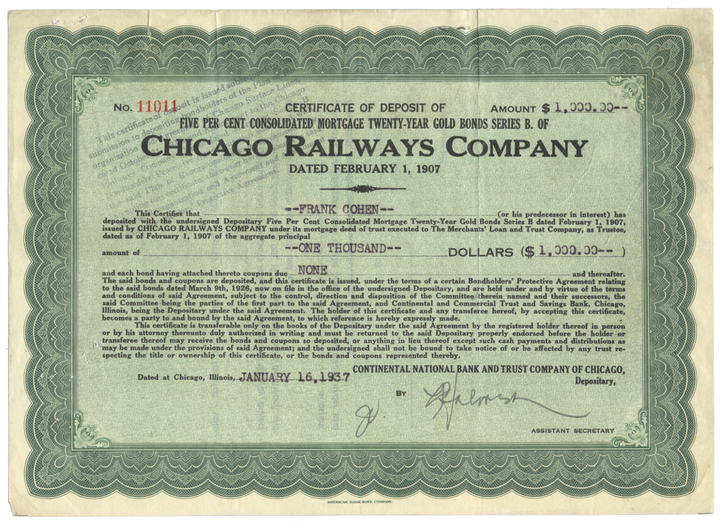 No. 11011
CERTIFICATE OF DEPOSIT OF
AMOUNT $ 1,000.00--
FIVE PER CENT CONSOLIDATED MORTGAGE TWENTY-YEAR GOLD BONDS SERIES B. OF
CHICAGO RAILWAYS COMPANY
DATED FEBRUARY 1, 1907
This Certifies that --FRANK COHEN-- (or his predecessor in interest) has
deposited with the undersigned Depositary Five Per Cent Consolidated Mortgage Twenty-Year Gold Bonds Series B dated February 1, 1907,
issued by CHICAGO RAILWAYS COMPANY under its mortgage deed of trust executed to The Merchants' Loan and Trust Company, as Trustee,
dated as of February 1, 1907 of the aggregate principal
amount of --ONE THOUSAND-- DOLLARS ($ 1,000.00-- )
and each bond having attached thereto coupons due NONE and thereafter.
The said bonds and coupons are deposited, and this certificate is issued, under the terms of a certain Bondholders' Protective Agreement relating
to the said bonds dated March 9th, 1926, now on file in the office of the undersigned Depositary, and are held under and by virtue of the terms
and conditions of said Agreement, subject to the control, direction and disposition of the Committee therein named and their successors, the
said Committee being the parties of the first part to the said Agreement, and Continental and Commercial Trust and Savings Bank, Chicago,
Illinois, being the Depositary under the said Agreement. The holder of this certificate and any transferee hereof, by accepting this certificate,
becomes a party to and bound by the said Agreement, to which reference is hereby expressly made.
This certificate is transferable only on the books of the Depositary under the said Agreement by the registered holder thereof in person
or by his attorney thereunto duly authorized in writing and must be returned to the said Depositary properly endorsed before the holder or
transferee thereof may receive the bonds and coupons so deposited, or anything in lieu thereof except such cash payments and distributions as
may be made under the provisions of said Agreement; and the undersigned shall not be bound to take notice of or be affected by any trust re-
specting the title or ownership of this certificate, or the bonds and coupons represented thereby.
CONTINENTAL NATIONAL BANK AND TRUST COMPANY OF CHICAGO,
Depositary,
Dated at Chicago, Illinois, JANUARY 16, 1937
BY
ASSISTANT SECRETARY
AMERICAN BANK NOTE COMPANY.
This certificate of deposit is issued